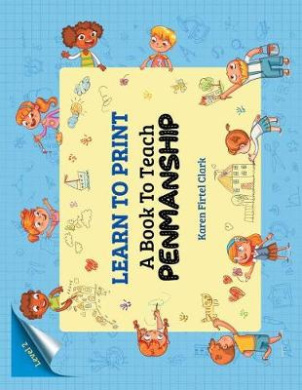 LEARN TO PRINT
A Book To Teach
PENMANSHIP
Karen Firtel Clark
Level 2